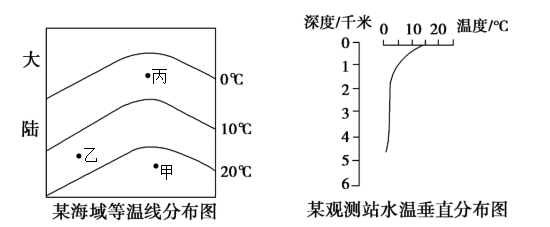 大
陆
丙
0℃
10℃
乙
甲
20℃
某海域等温线分布图
深度/千米
0 10 20
温度/℃
0
1
2
3
4
5
6
某观测站水温垂直分布图